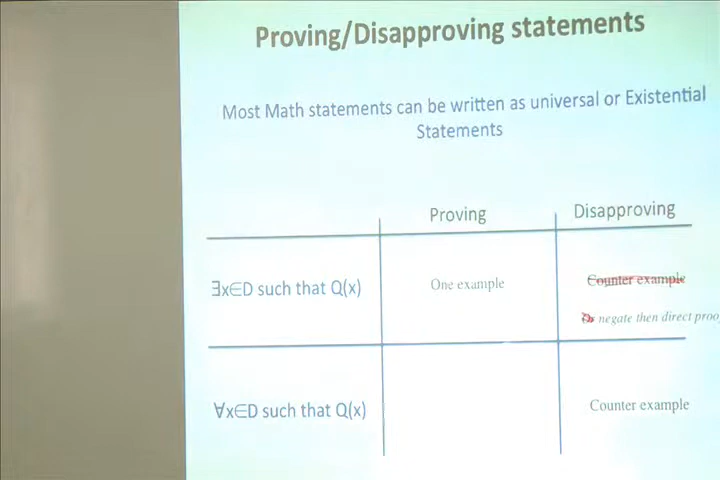 Proving/Disapproving statements
Most Math statements can be written as universal or Existential
Statements
Proving Disapproving
∃x∈D such that Q(x) One example Counter example
negate then direct
∀x∈D such that Q(x) Counter example